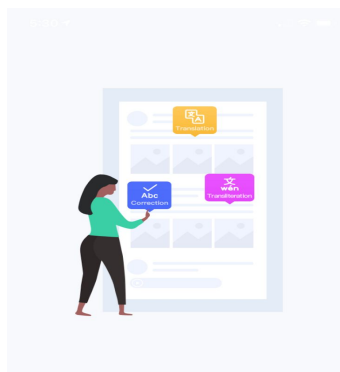 Translation
Abc
Correction
文
wén
Transliteration